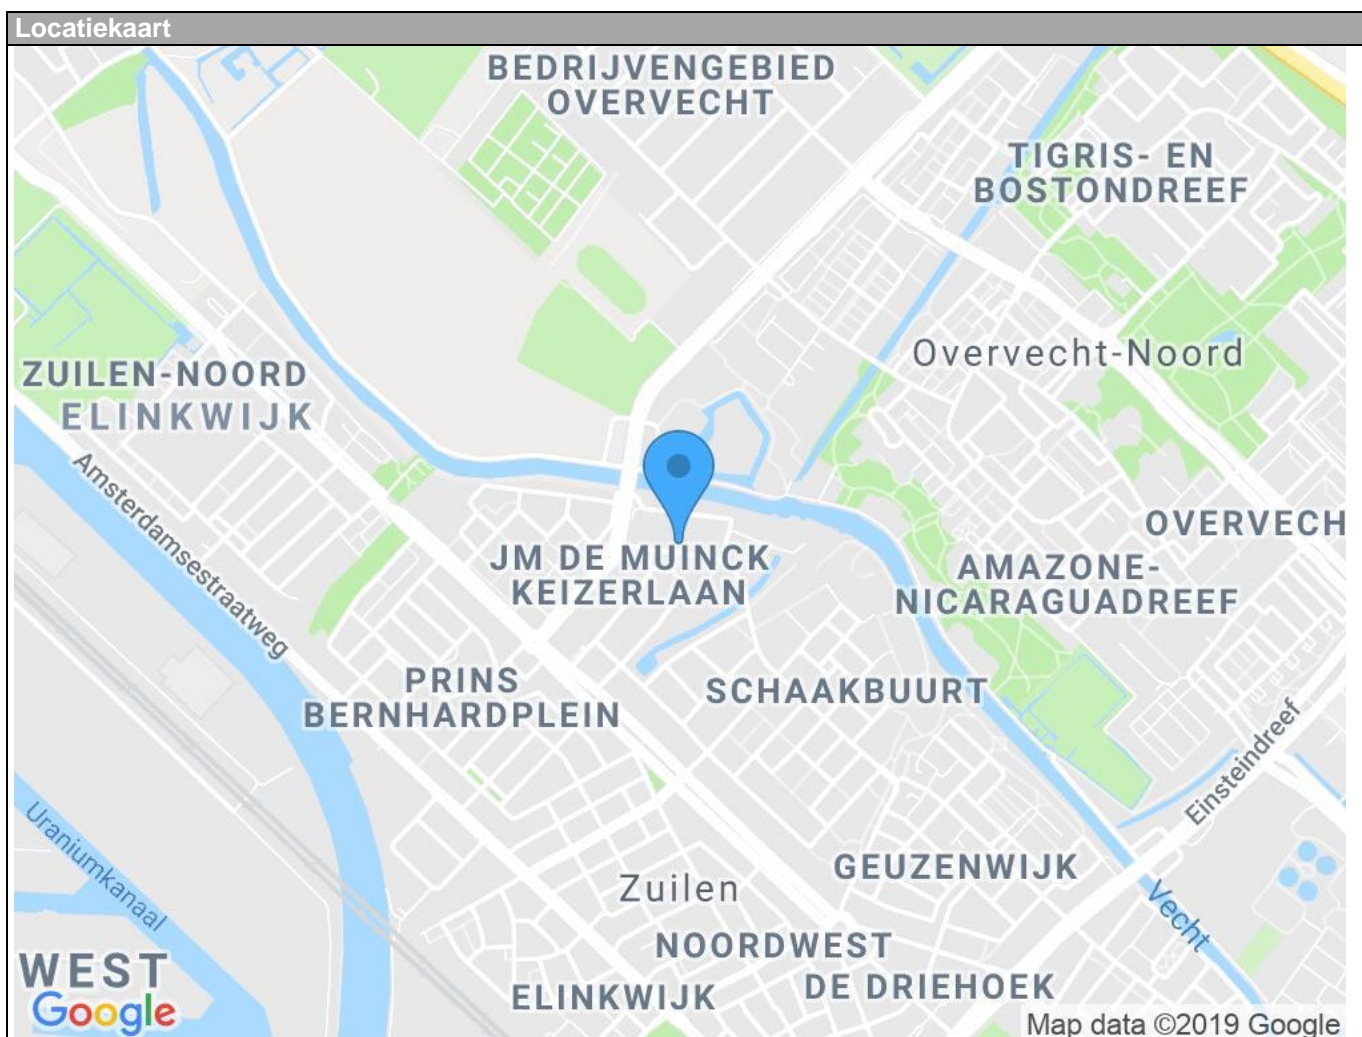 Locatiekaart
BEDRIJVENGEBIED
OVERVECHT
TIGRIS- EN
BOSTONDREEF
Overvecht-Noord
ZUILEN-NOORD
ELINKWIJK
Amsterdamsestraatweg
OVERVECH
JM DE MUINCK
KEIZERLAAN
AMAZONE-
NICARAGUADREEF
PRINS
BERNHARDPLEIN
SCHAAKBUURT
Einsteindreef
Uraniumkanaal
GEUZENWIJK
Zuilen
Vecht
NOORDWEST
WEST
DE DRIEHOEK
ELINKWIJK
Google
Map data ©2019 Google